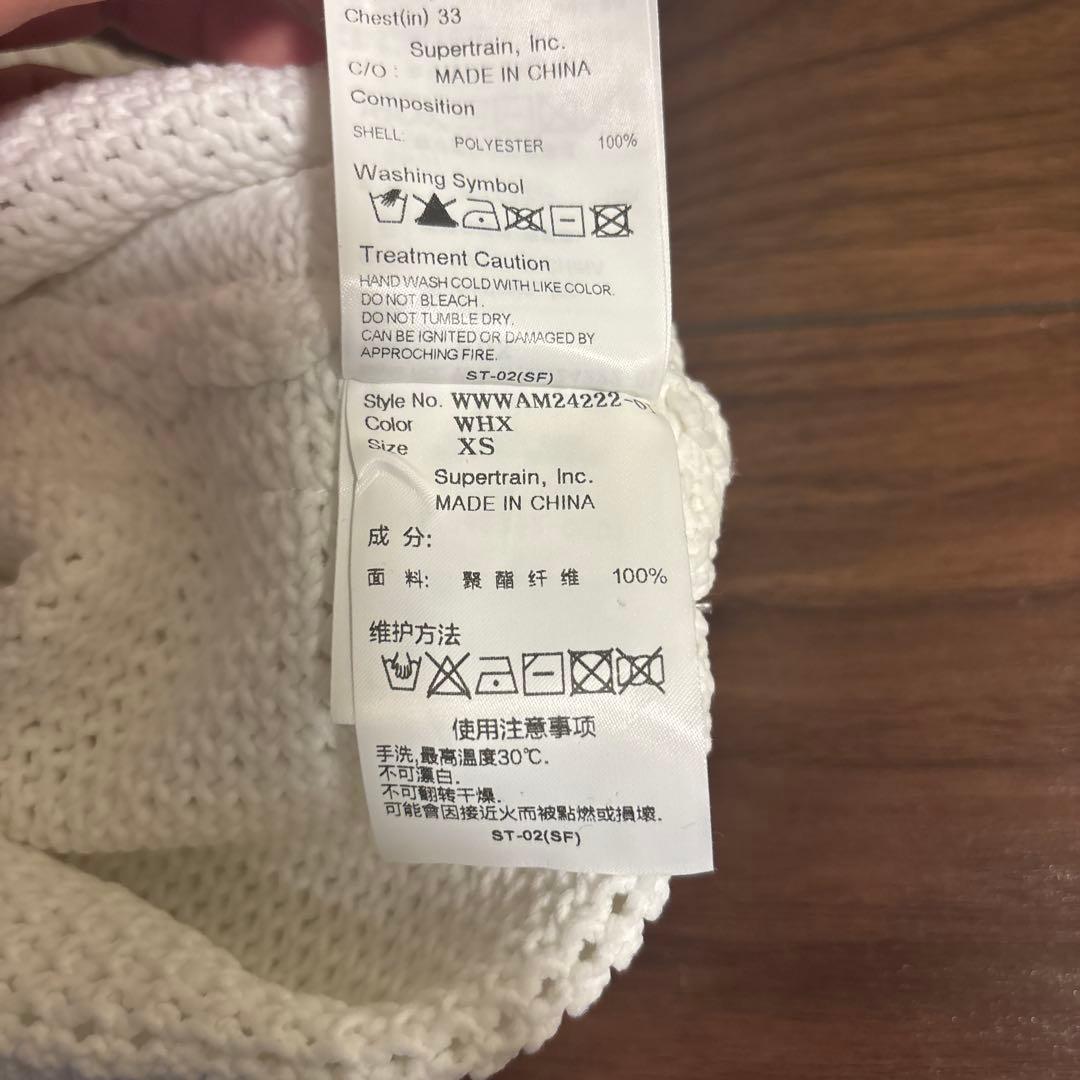 Chest(in) 33
Supertrain, Inc.
C/O : MADE IN CHINA
Composition
SHELL: POLYESTER 100%
Washing Symbol
Treatment Caution
HAND WASH COLD WITH LIKE COLOR.
DO NOT BLEACH .
DO NOT TUMBLE DRY.
CAN BE IGNITED OR DAMAGED BY
APPROCHING FIRE.
ST-02(SF)
Style No. WWWAM24222-
Color WHX
Size XS
Supertrain, Inc.
MADE IN CHINA
成 分:
面 料: 聚 酯 纤 维 100%
维护方法
使用注意事项
手洗,最高溫度30℃.
不可漂白.
不可翻转干燥.
可能會因接近火而被點燃或損壞.
ST-02(SF)